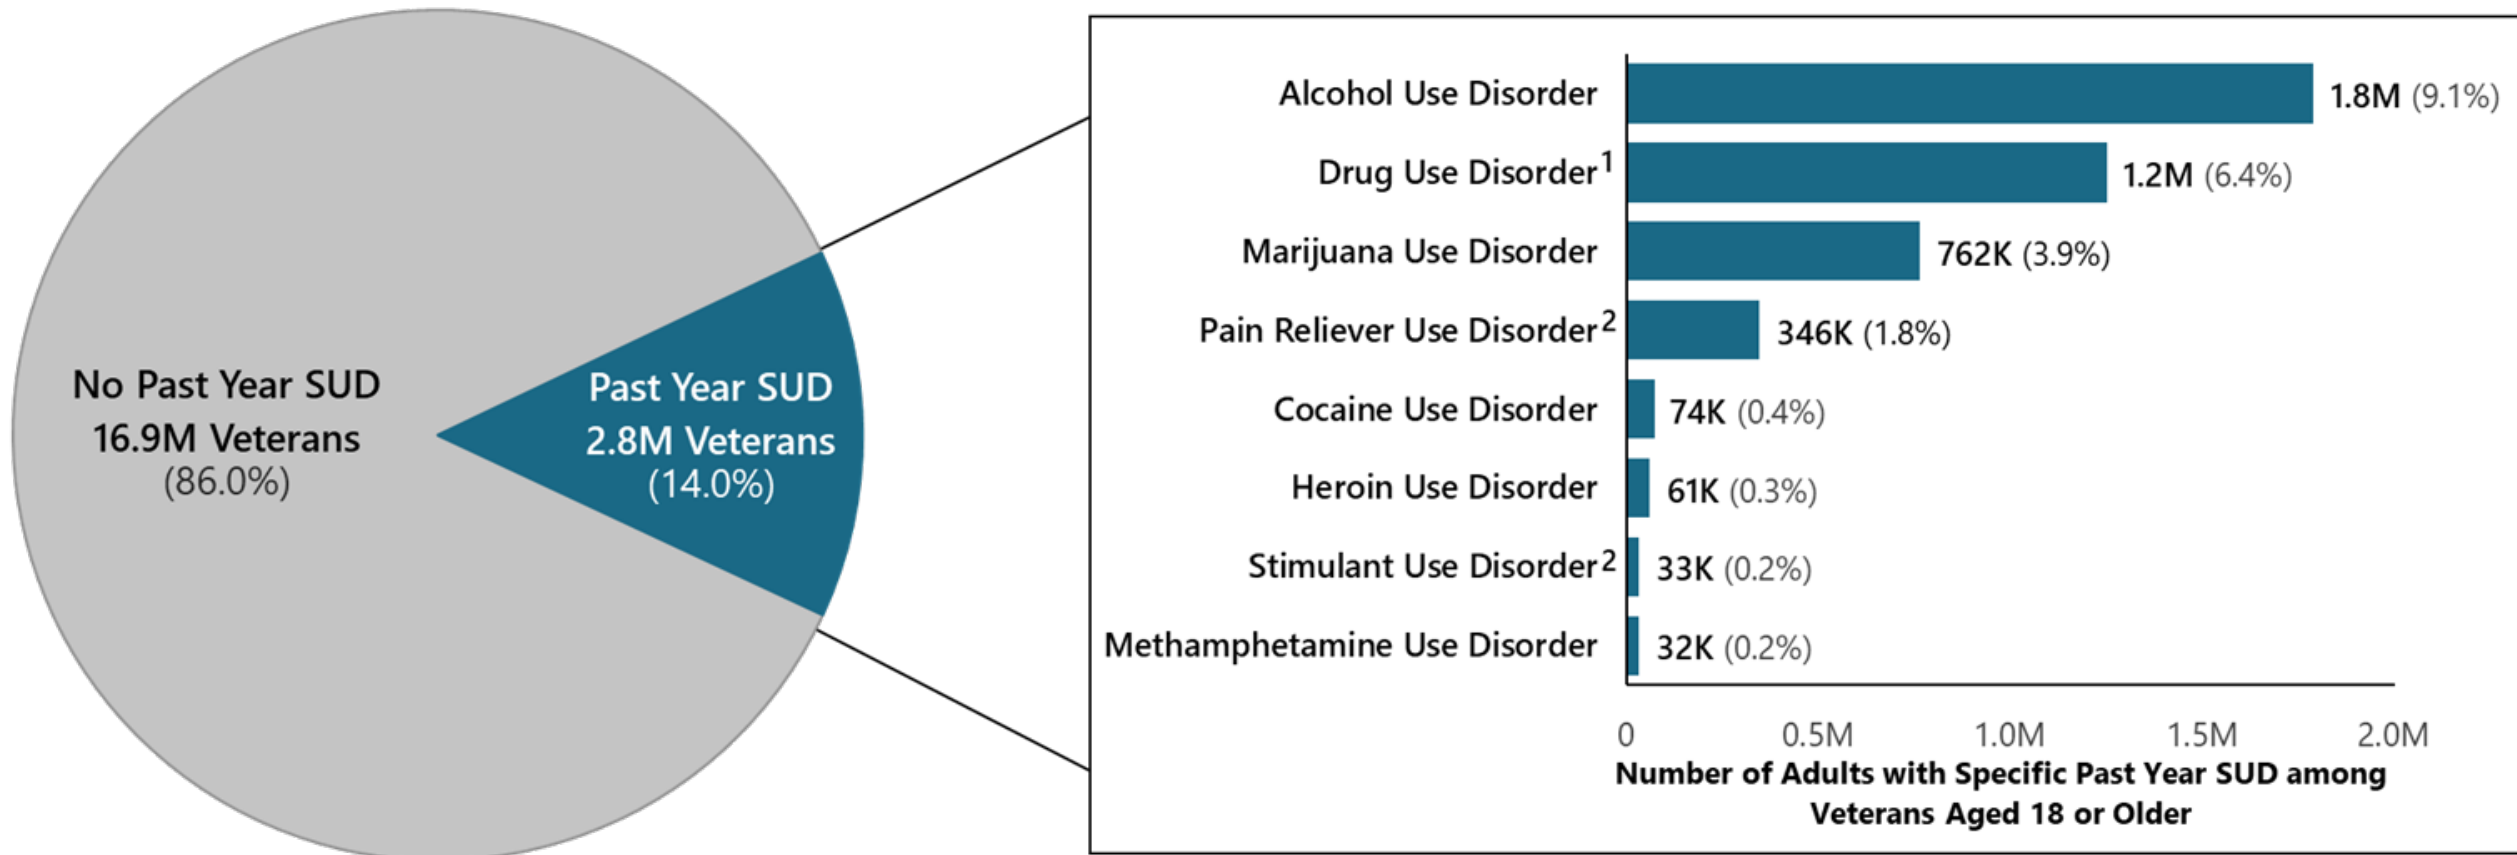 No Past Year SUD
16.9M Veterans
(86.0%)
Past Year SUD
2.8M Veterans
(14.0%)
Alcohol Use Disorder 1.8M (9.1%)
Drug Use Disorder1 1.2M (6.4%)
Marijuana Use Disorder 762K (3.9%)
Pain Reliever Use Disorder2 346K (1.8%)
Cocaine Use Disorder 74K (0.4%)
Heroin Use Disorder 61K (0.3%)
Stimulant Use Disorder2 33K (0.2%)
Methamphetamine Use Disorder 32K (0.2%)
0 0.5M 1.0M 1.5M 2.0M
Number of Adults with Specific Past Year SUD among
Veterans Aged 18 or Older